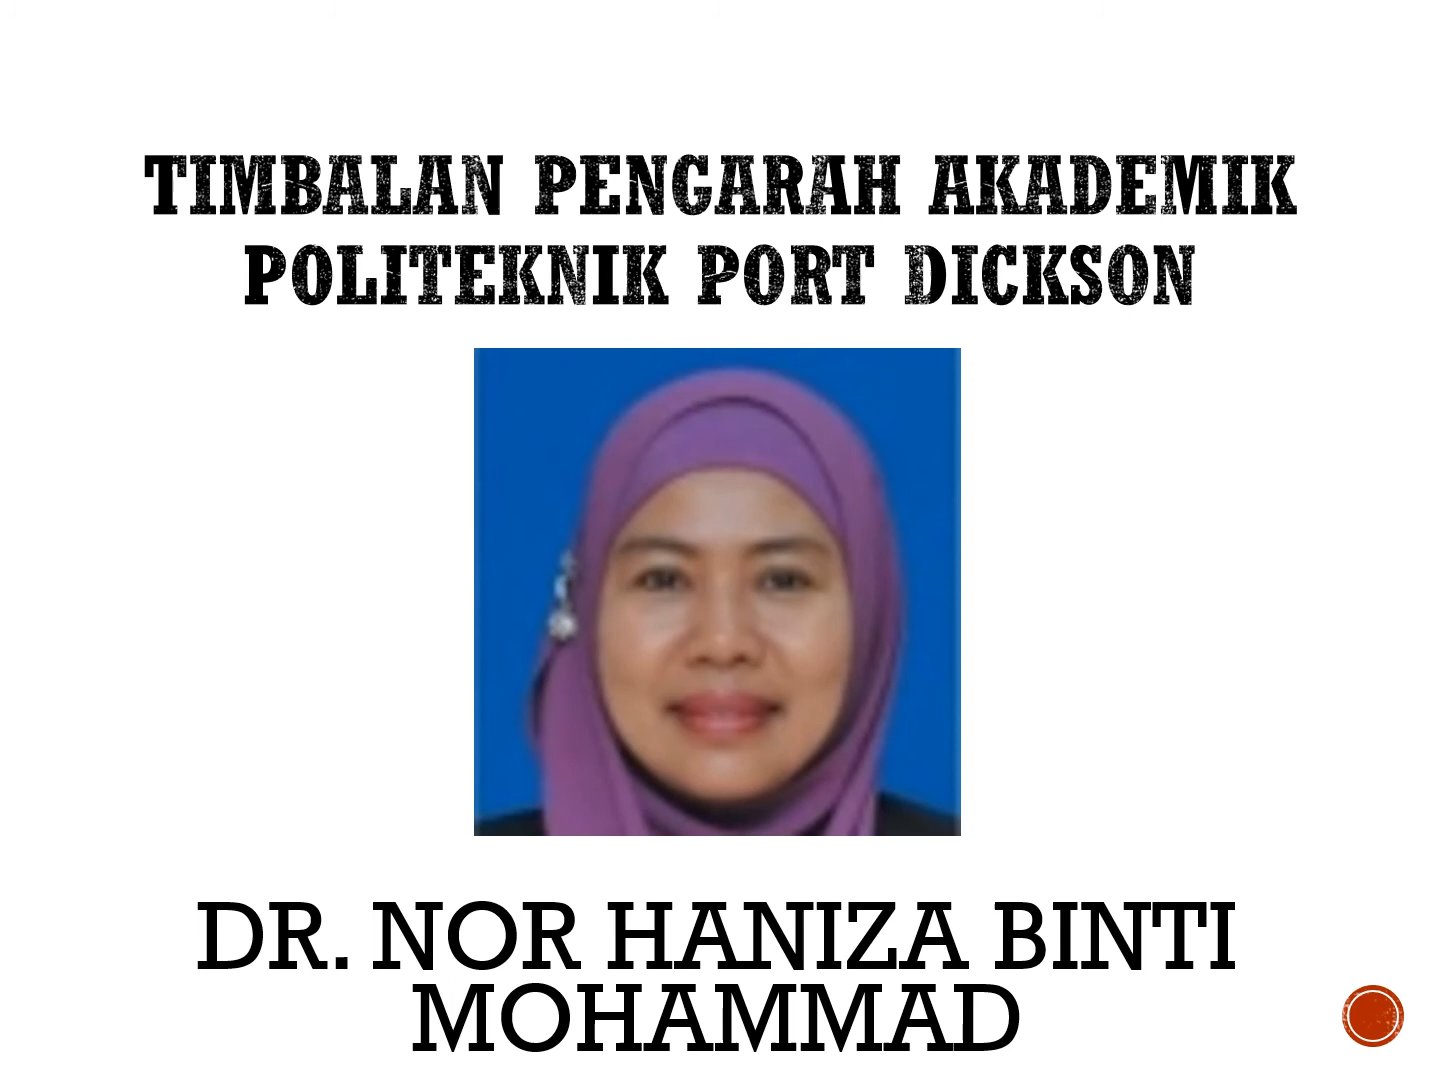 TIMBALAN PENGARAH AKADEMIK
POLITEKNIK PORT DICKSON
DR. NOR HANIZA BINTI
MOHAMMAD